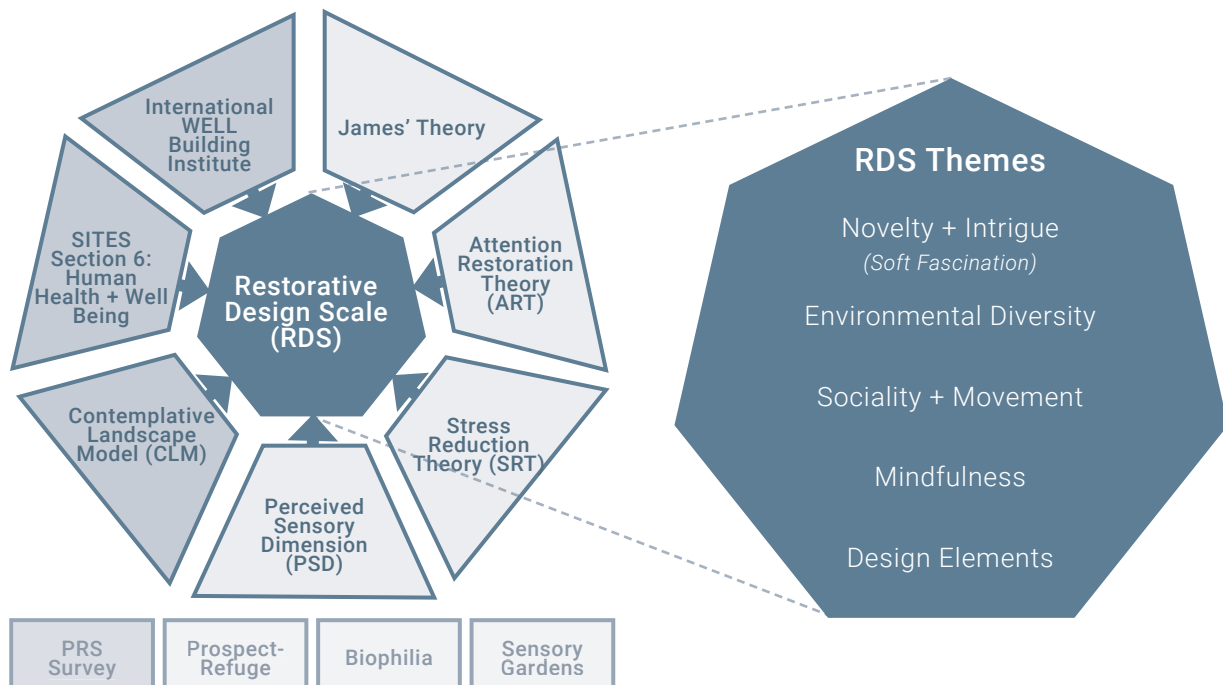 International
WELL
Building
Institute
James’ Theory
SITES
Section 6:
Human
Health + Well
Being
Attention
Restoration
Theory
(ART)
Restorative
Design Scale
(RDS)
Contemplative
Landscape
Model (CLM)
Stress
Reduction
Theory (SRT)
Perceived
Sensory
Dimension
(PSD)
PRS
Survey
Prospect-
Refuge
Biophilia
Sensory
Gardens
RDS Themes
Novelty + Intrigue
(Soft Fascination)
Environmental Diversity
Sociality + Movement
Mindfulness
Design Elements